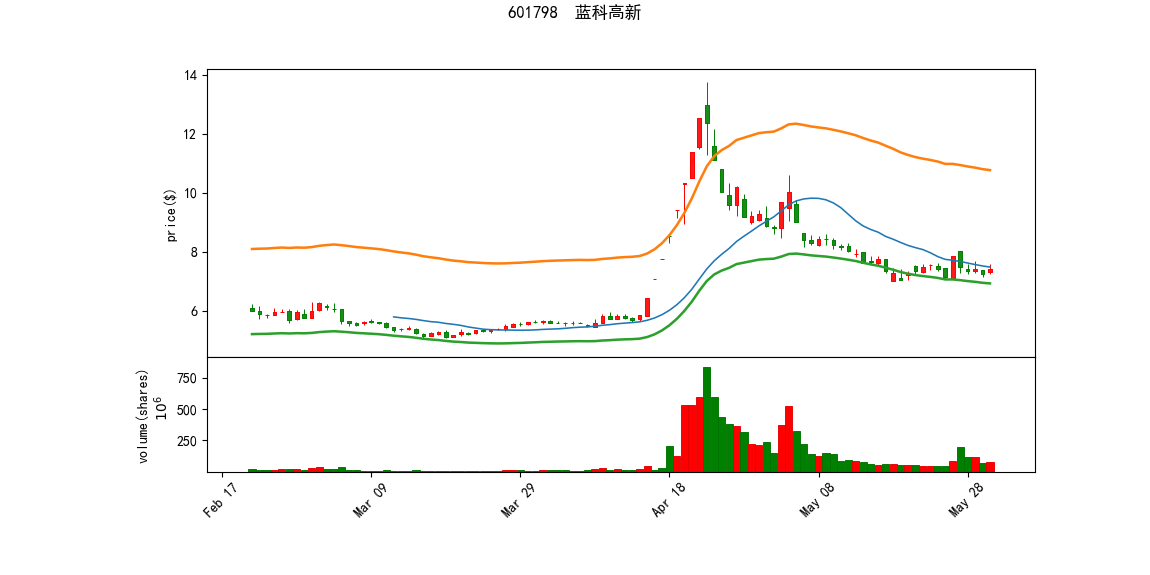 601798 蓝科高新
price($)
14
12
10
8
6
volume(shares)
10^6
750
500
250
Feb 17
Mar 09
Mar 29
Apr 18
May 08
May 28